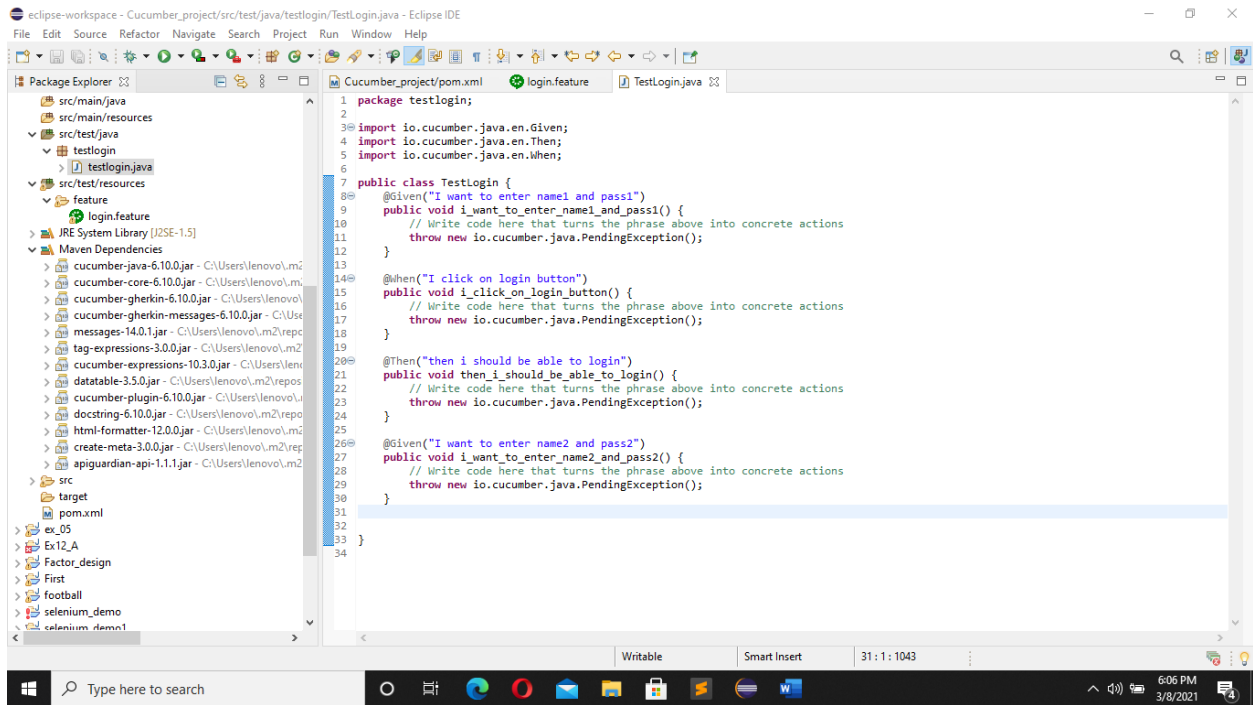 eclipse-workspace - Cucumber_project/src/test/java/testlogin/TestLogin.java - Eclipse IDE
File Edit Source Refactor Navigate Search Project Run Window Help
Package Explorer
src/main/java
src/main/resources
src/test/java
testlogin
testlogin.java
src/test/resources
feature
login.feature
JRE System Library [J2SE-1.5]
Maven Dependencies
cucumber-java-6.10.0.jar - C:\Users\lenovo\.m2
cucumber-core-6.10.0.jar - C:\Users\lenovo\.m
cucumber-gherkin-6.10.0.jar - C:\Users\lenovo\
cucumber-gherkin-messages-6.10.0.jar - C:\Use
messages-14.0.1.jar - C:\Users\lenovo\.m2\repo
tag-expressions-3.0.0.jar - C:\Users\lenovo\.m2
cucumber-expressions-10.3.0.jar - C:\Users\len
datatable-3.5.0.jar - C:\Users\lenovo\.m2\repos
cucumber-plugin-6.10.0.jar - C:\Users\lenovo\.
docstring-6.10.0.jar - C:\Users\lenovo\.m2\repo
html-formatter-12.0.0.jar - C:\Users\lenovo\.m2
create-meta-3.0.0.jar - C:\Users\lenovo\.m2\rep
apiguardian-api-1.1.1.jar - C:\Users\lenovo\.m2
src
target
pom.xml
ex_05
Ex12_A
Factor_design
First
football
selenium_demo
selenium_demo1
Cucumber_project/pom.xml login.feature TestLogin.java
1 package testlogin;
2
3 import io.cucumber.java.en.Given;
4 import io.cucumber.java.en.Then;
5 import io.cucumber.java.en.When;
6
7 public class TestLogin {
8 @Given("I want to enter name1 and pass1")
9 public void i_want_to_enter_name1_and_pass1() {
10 // Write code here that turns the phrase above into concrete actions
11 throw new io.cucumber.java.PendingException();
12 }
13
14 @When("I click on login button")
15 public void i_click_on_login_button() {
16 // Write code here that turns the phrase above into concrete actions
17 throw new io.cucumber.java.PendingException();
18 }
19
20 @Then("then i should be able to login")
21 public void then_i_should_be_able_to_login() {
22 // Write code here that turns the phrase above into concrete actions
23 throw new io.cucumber.java.PendingException();
24 }
25
26 @Given("I want to enter name2 and pass2")
27 public void i_want_to_enter_name2_and_pass2() {
28 // Write code here that turns the phrase above into concrete actions
29 throw new io.cucumber.java.PendingException();
30 }
31
32
33 }
34
Writable Smart Insert 31 : 1 : 1043
Type here to search
6:06 PM
3/8/2021
4